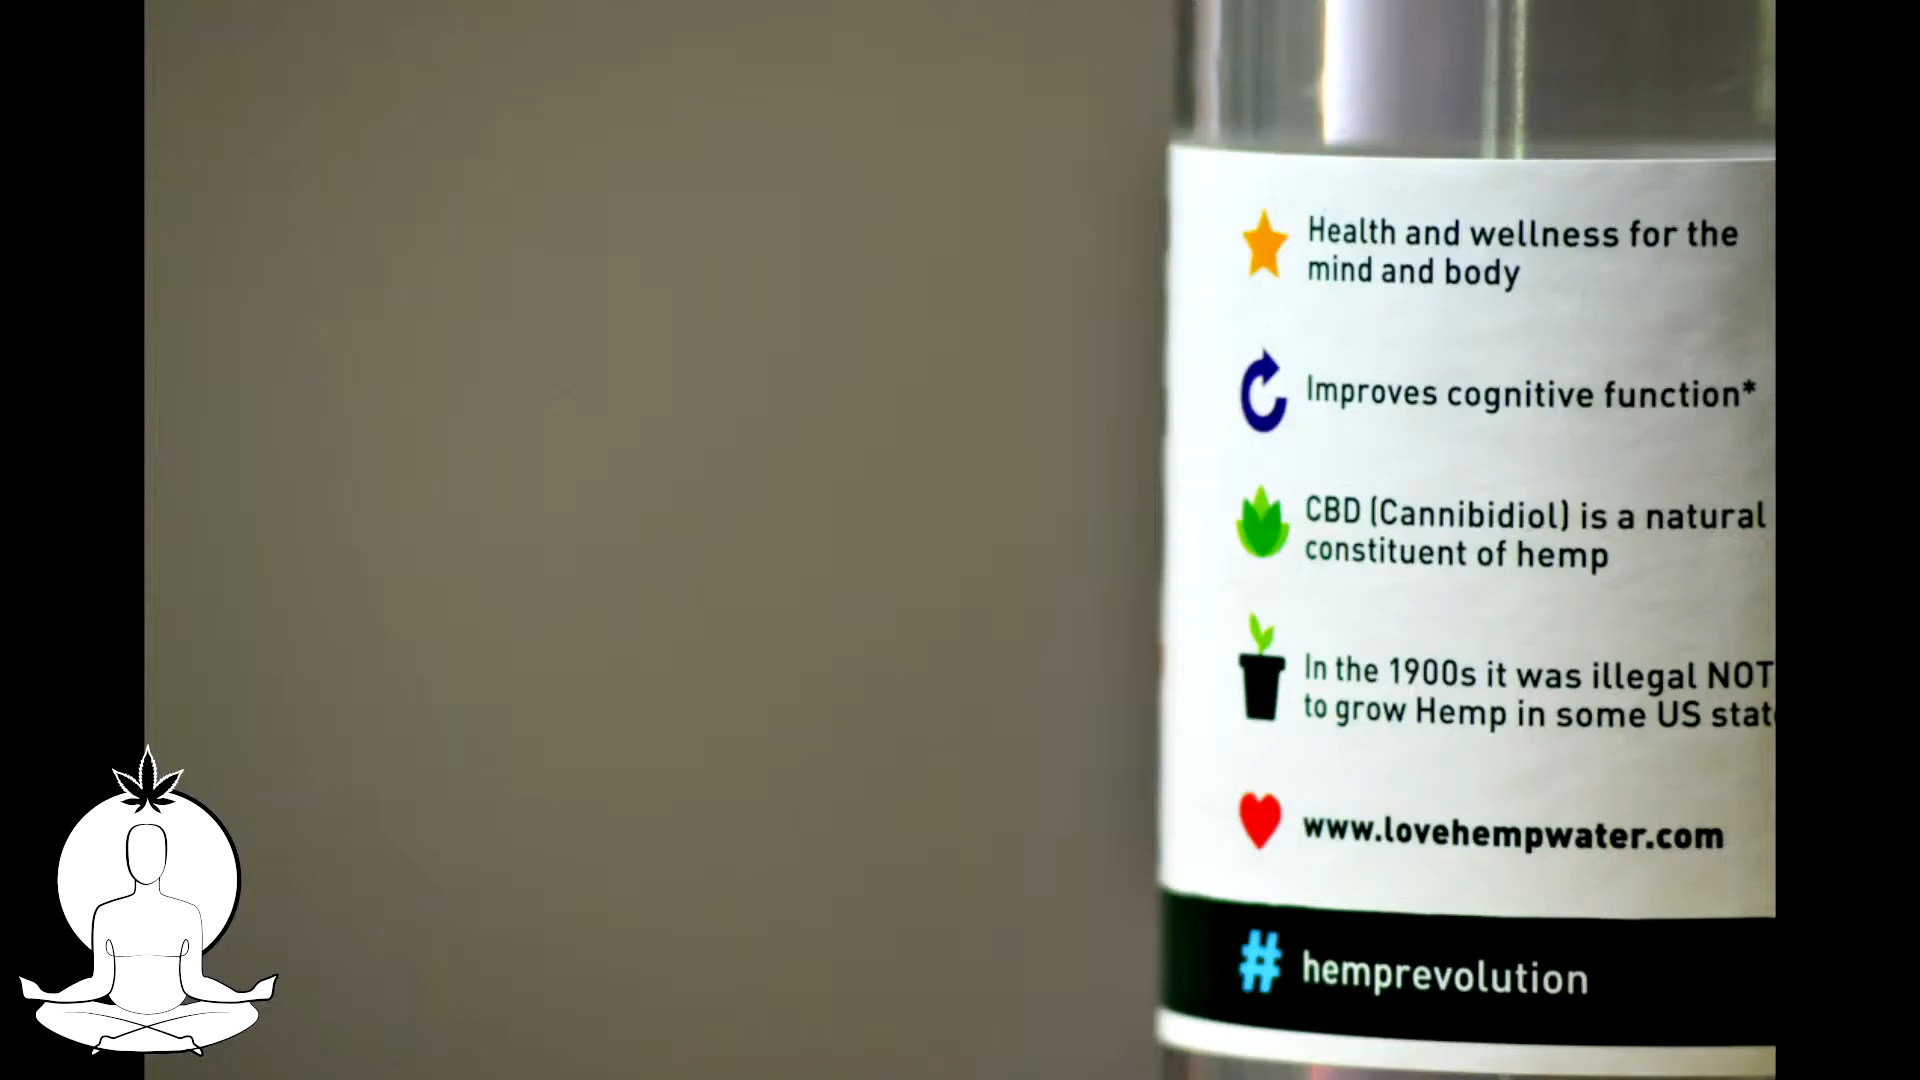 Health and wellness for the
mind and body
Improves cognitive function*
CBD (Cannibidiol) is a natural
constituent of hemp
In the 1900s it was illegal NOT
to grow Hemp in some US stat
www.lovehempwater.com
# hemprevolution